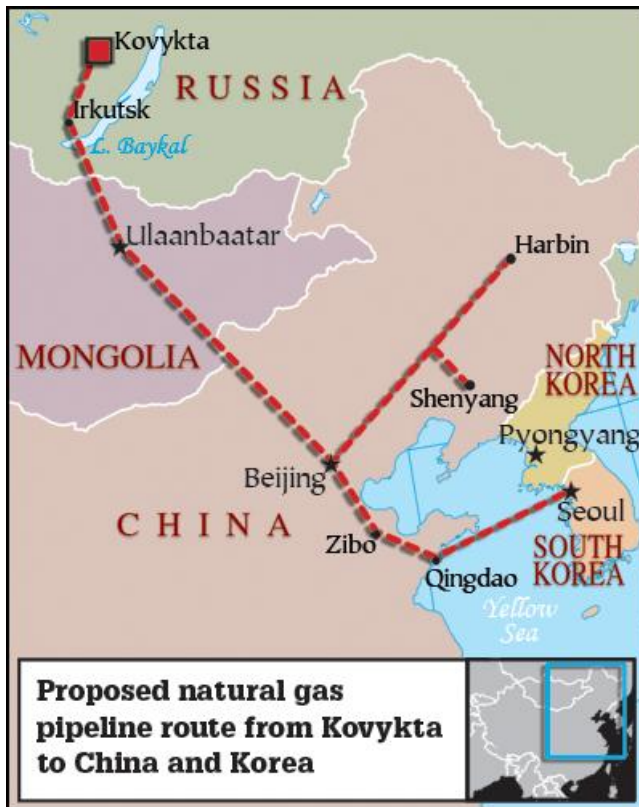 Kovykta
RUSSIA
Irkutsk
L. Baykal
Ulaanbaatar
Harbin
MONGOLIA
NORTH
KOREA
Shenyang
Pyongyang
Beijing
Seoul
CHINA
Zibo
SOUTH
KOREA
Qingdao
Yellow
Sea
Proposed natural gas
pipeline route from Kovykta
to China and Korea